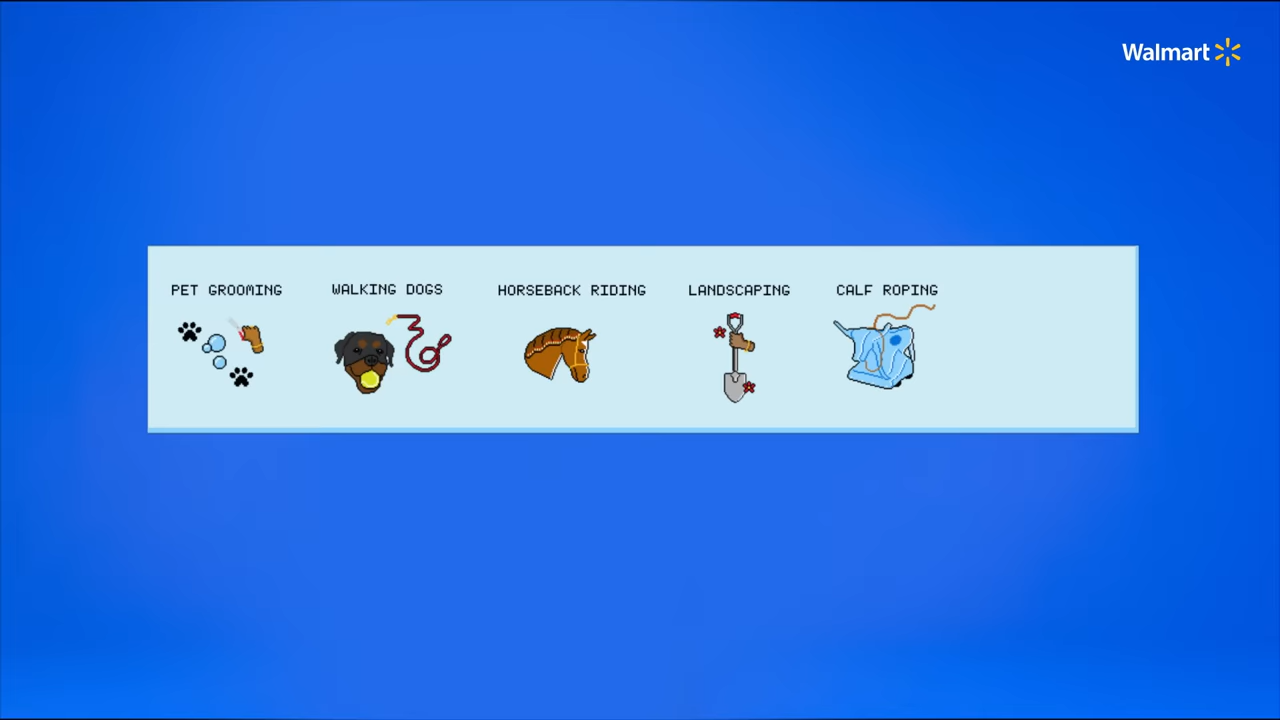 Walmart
PET GROOMING
WALKING DOGS
HORSEBACK RIDING
LANDSCAPING
CALF ROPING